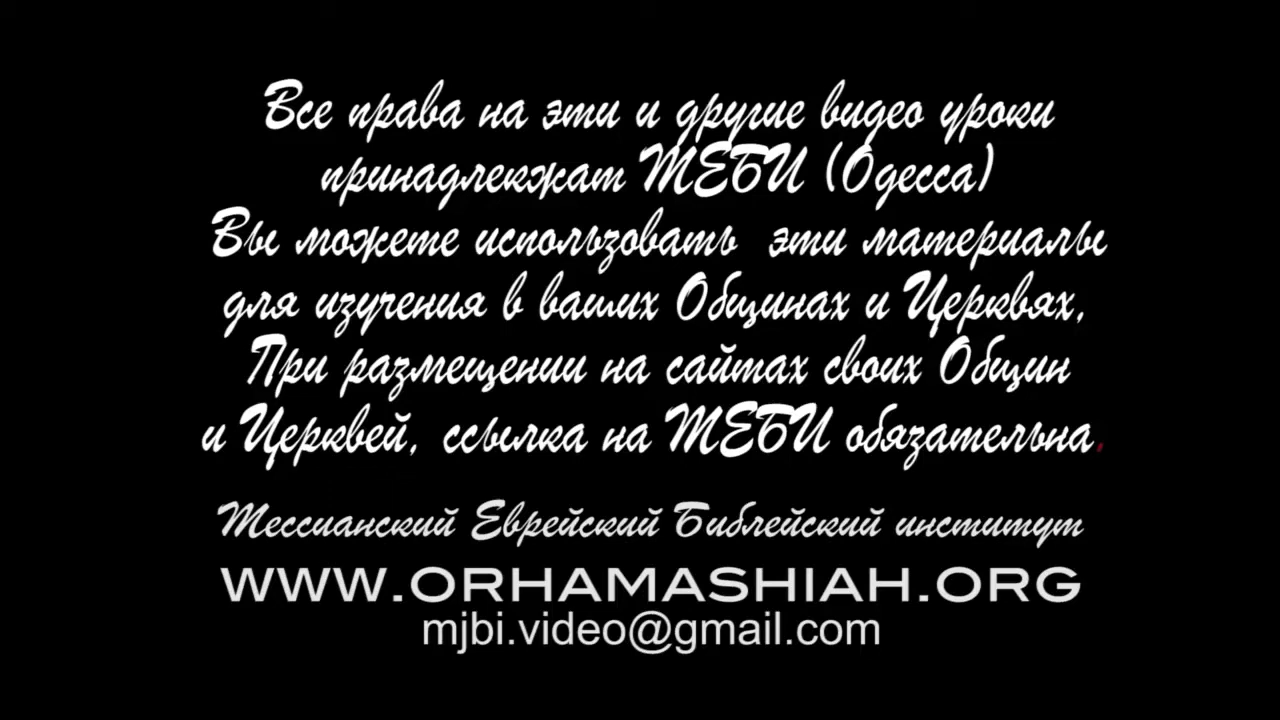 Все права на эти и другие видео уроки
принадлекжат МЕБИ (Одесса)
Вы можете использовать эти материалы
для изучения в ваших Общинах и Церквях,
При размещении на сайтах своих Общин
и Церквей, ссылка на МЕБИ обязательна,
Мессианский Еврейский Библейский институт
WWW.ORHAMASHIAH.ORG
mjbi.video@gmail.com